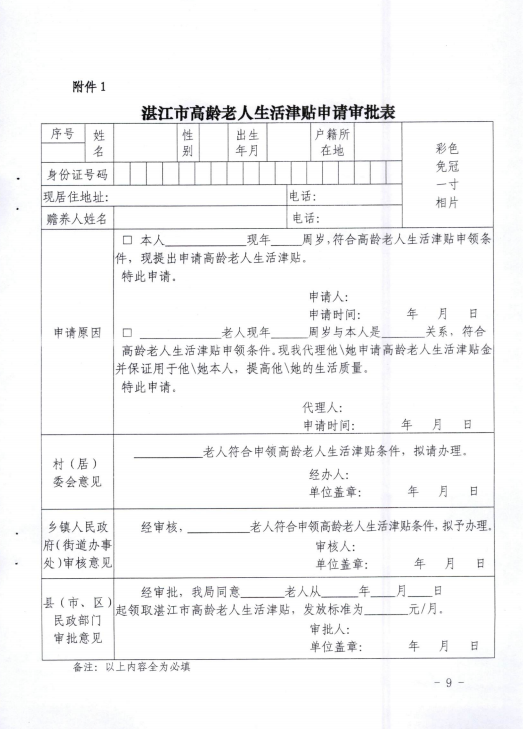 附件 1
湛江市高龄老人生活津贴申请审批表
序号 姓名 性别 出生年月 户籍所在地 彩色免冠一寸相片
身份证号码
现居住地址: 电话:
赡养人姓名 电话:
申请原因
□ 本人________现年____周岁,符合高龄老人生活津贴申领条
件,现提出申请高龄老人生活津贴。
特此申请。
申请人:
申请时间: 年 月 日
□ ________老人现年____周岁与本人是____关系,符合
高龄老人生活津贴申领条件.现我代理他\她申请高龄老人生活津贴金
并保证用于他\她本人,提高他\她的生活质量。
特此申请。
代理人:
申请时间: 年 月 日
村(居)
委会意见
________老人符合申领高龄老人生活津贴条件,拟请办理。
经办人:
单位盖章: 年 月 日
乡镇人民政
府(街道办事
处)审核意见
经审核,________老人符合申领高龄老人生活津贴条件,拟予办理。
审核人:
单位盖章: 年 月 日
县(市、区)
民政部门
审批意见
经审批,我局同意______老人从_____年____月____日
起领取湛江市高龄老人生活津贴,发放标准为______元/月。
审批人:
单位盖章: 年 月 日
备注:以上内容全为必填
- 9 -